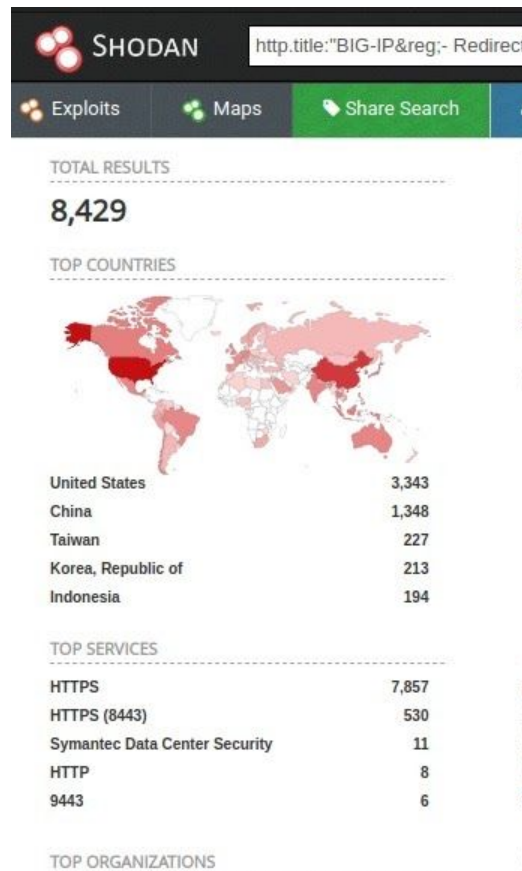 SHODAN
http.title:"BIG-IP&reg;- Redirect
Exploits
Maps
Share Search
TOTAL RESULTS
8,429
TOP COUNTRIES
United States 3,343
China 1,348
Taiwan 227
Korea, Republic of 213
Indonesia 194
TOP SERVICES
HTTPS 7,857
HTTPS (8443) 530
Symantec Data Center Security 11
HTTP 8
9443 6
TOP ORGANIZATIONS